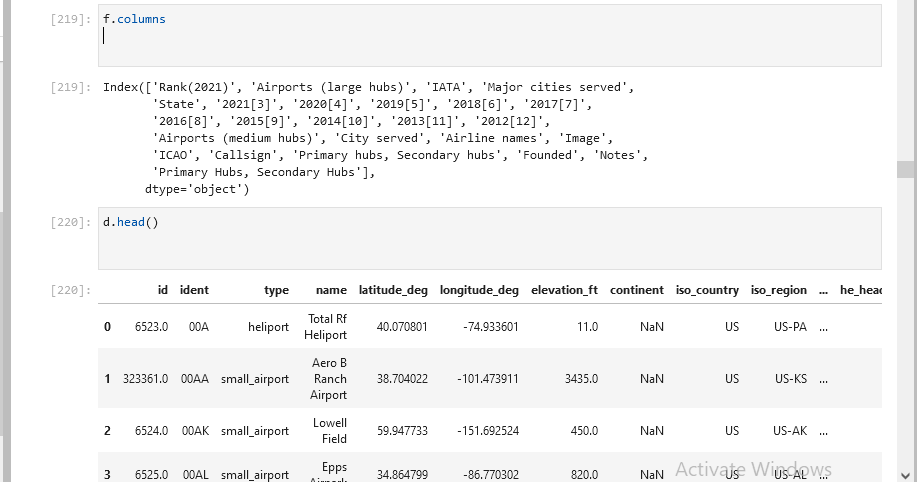 [219]: f.columns
[219]: Index(['Rank(2021)', 'Airports (large hubs)', 'IATA', 'Major cities served',
'State', '2021[3]', '2020[4]', '2019[5]', '2018[6]', '2017[7]',
'2016[8]', '2015[9]', '2014[10]', '2013[11]', '2012[12]',
'Airports (medium hubs)', 'City served', 'Airline names', 'Image',
'ICAO', 'Callsign', 'Primary hubs, Secondary hubs', 'Founded', 'Notes',
'Primary Hubs, Secondary Hubs'],
dtype='object')
[220]: d.head()
[220]:
id ident type name latitude_deg longitude_deg elevation_ft continent iso_country iso_region ... he_head
0 6523.0 00A heliport Total Rf Heliport 40.070801 -74.933601 11.0 NaN US US-PA ...
1 323361.0 00AA small_airport Aero B Ranch Airport 38.704022 -101.473911 3435.0 NaN US US-KS ...
2 6524.0 00AK small_airport Lowell Field 59.947733 -151.692524 450.0 NaN US US-AK ...
3 6525.0 00AL small_airport Epps Airpark 34.864799 -86.770302 820.0 NaN US US-AL ...
Activate Windows